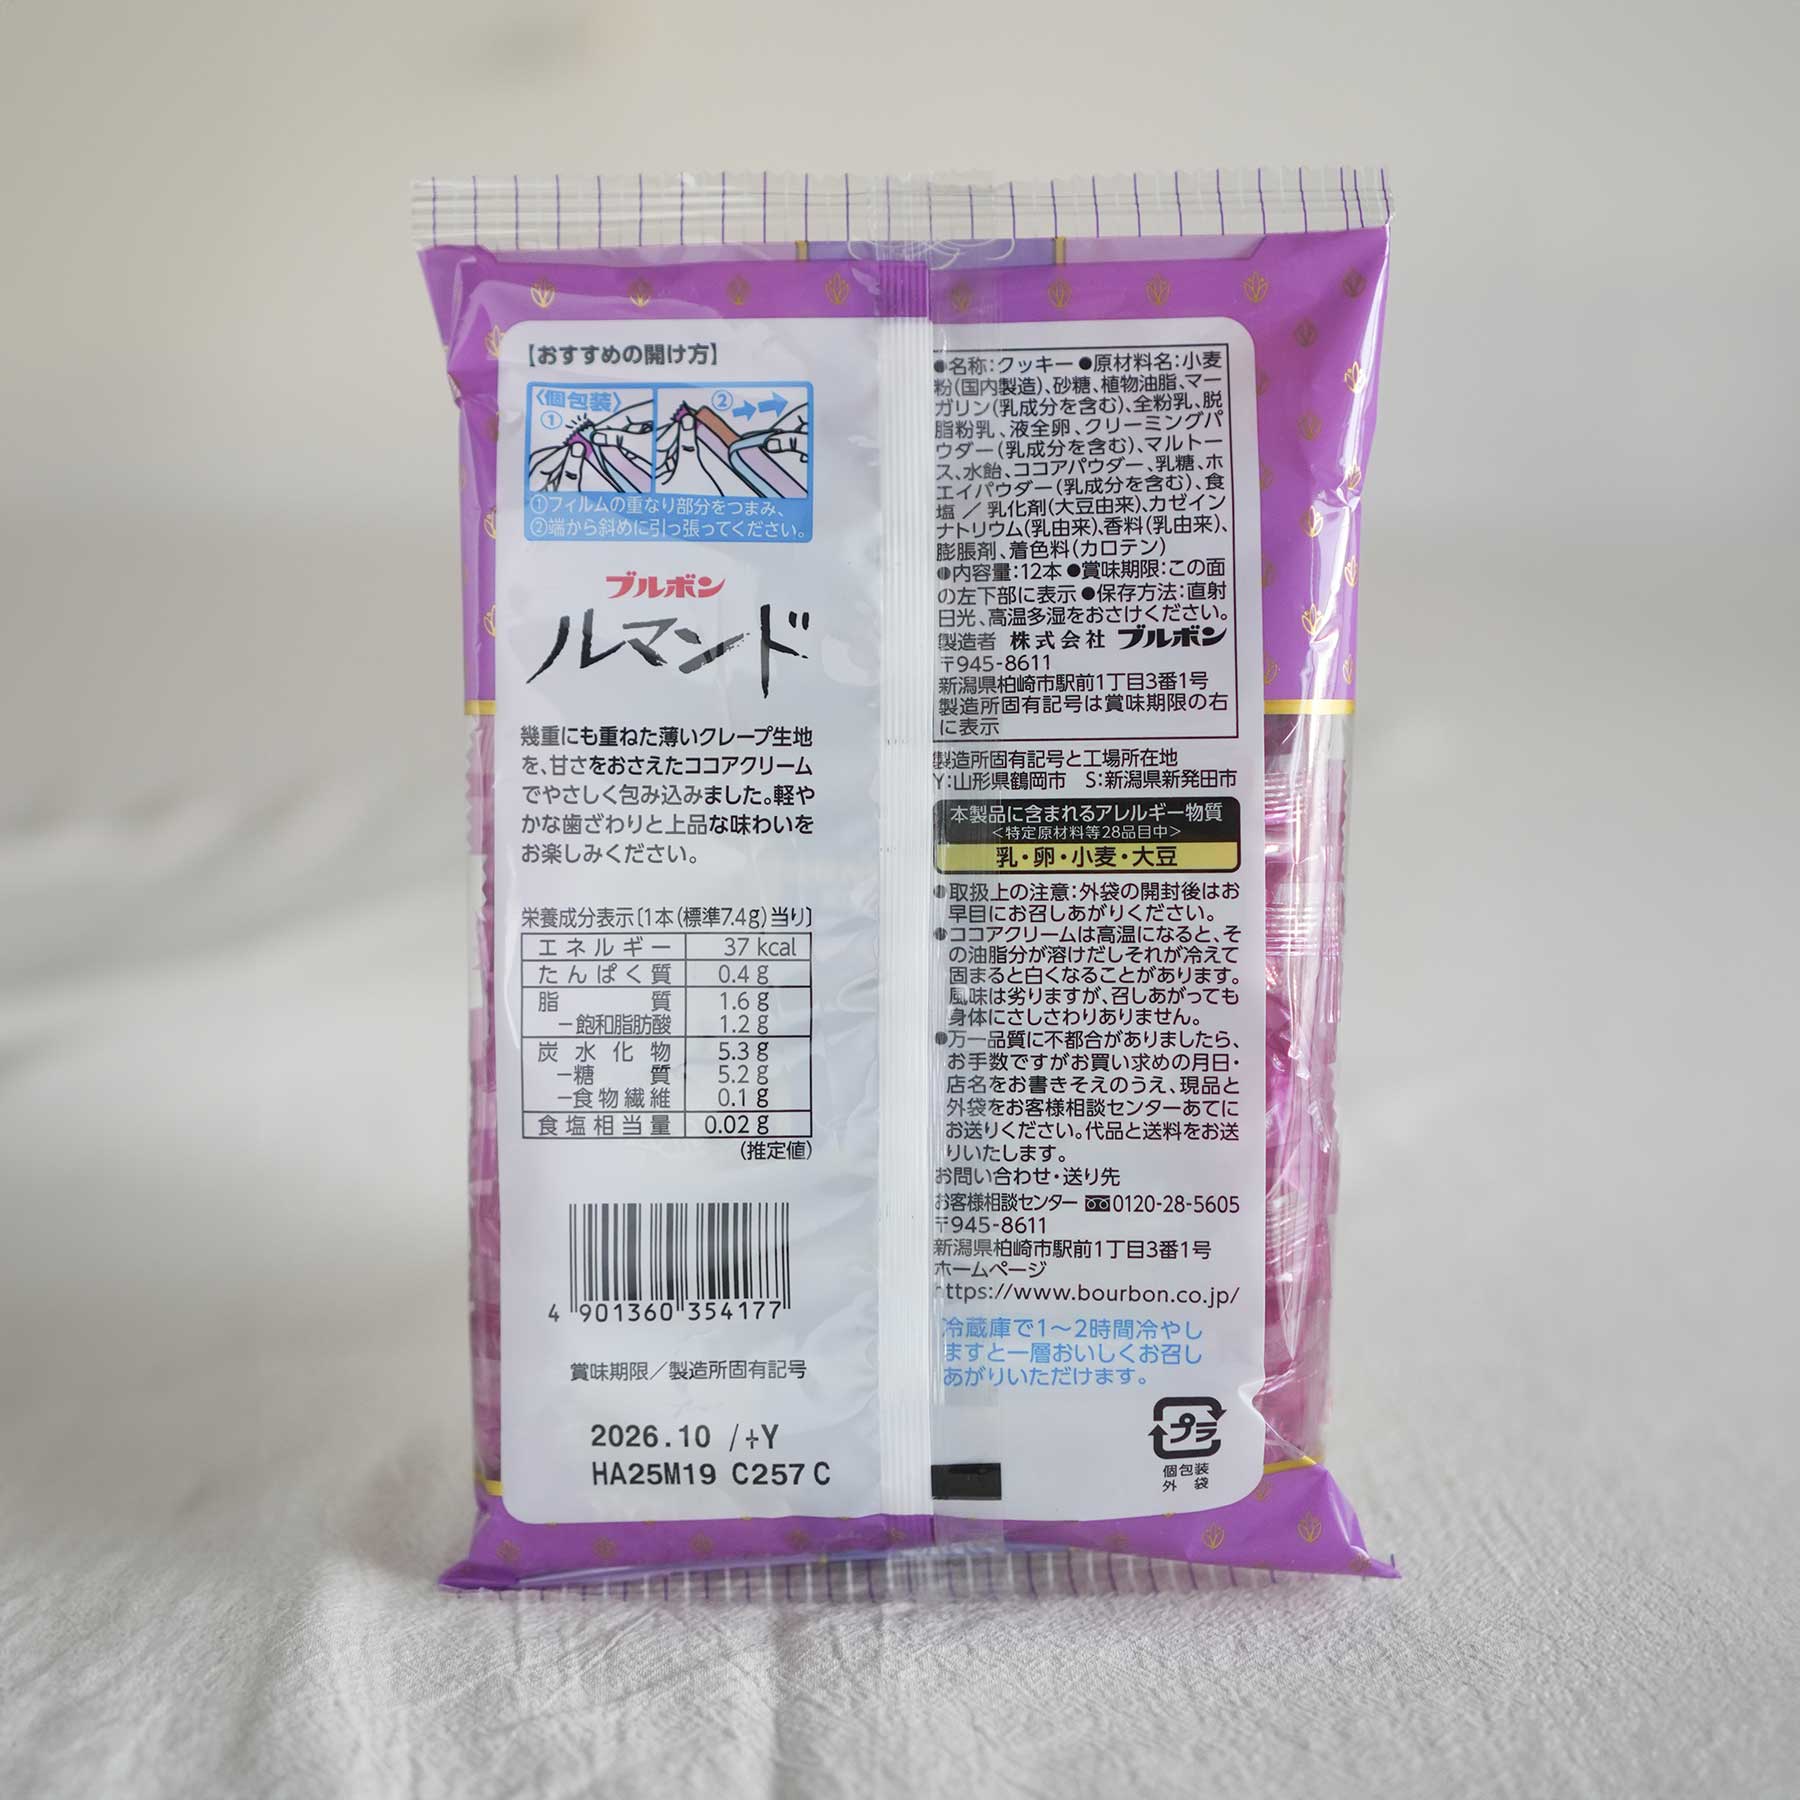 【おすすめの開け方】
〈個包装〉
① ②
①フィルムの重なり部分をつまみ、
②端から斜めに引っ張ってください。
ブルボン
ルマンド
幾重にも重ねた薄いクレープ生地
を、甘さをおさえたココアクリーム
でやさしく包み込みました。軽や
かな歯ざわりと上品な味わいを
お楽しみください。
栄養成分表示〔1本(標準7.4g)当り〕
エネルギー 37 kcal
たんぱく質 0.4 g
脂質 1.6 g
−飽和脂肪酸 1.2 g
炭水化物 5.3 g
−糖質 5.2 g
−食物繊維 0.1 g
食塩相当量 0.02 g
(推定値)
4 901360 354177
賞味期限／製造所固有記号
2026.10 /+Y
HA25M19 C257 C
●名称：クッキー ●原材料名：小麦
粉(国内製造)、砂糖、植物油脂、マー
ガリン(乳成分を含む)、全粉乳、脱
脂粉乳、液全卵、クリーミングパ
ウダー(乳成分を含む)、マルトー
ス、水飴、ココアパウダー、乳糖、ホ
エイパウダー(乳成分を含む)、食
塩／乳化剤(大豆由来)、カゼイン
ナトリウム(乳由来)、香料(乳由来)、
膨脹剤、着色料(カロテン)
●内容量：12本 ●賞味期限：この面
の左下部に表示 ●保存方法：直射
日光、高温多湿をおさけください。
製造者 株式会社 ブルボン
〒945-8611
新潟県柏崎市駅前1丁目3番1号
製造所固有記号は賞味期限の右
に表示
製造所固有記号と工場所在地
Y：山形県鶴岡市 S：新潟県新発田市
本製品に含まれるアレルギー物質
＜特定原材料等28品目中＞
乳・卵・小麦・大豆
●取扱上の注意：外袋の開封後はお
早目にお召しあがりください。
●ココアクリームは高温になると、そ
の油脂分が溶けだしそれが冷えて
固まると白くなることがあります。
風味は劣りますが、召しあがっても
身体にさしさわりありません。
●万一品質に不都合がありましたら、
お手数ですがお買い求めの月日・
店名をお書きそえのうえ、現品と
外袋をお客様相談センターあてに
お送りください。代品と送料をお送
りいたします。
お問い合わせ・送り先
お客様相談センター 0120-28-5605
〒945-8611
新潟県柏崎市駅前1丁目3番1号
ホームページ
https://www.bourbon.co.jp/
冷蔵庫で1〜2時間冷やし
ますと一層おいしくお召し
あがりいただけます。
プラ
個包装
外 袋